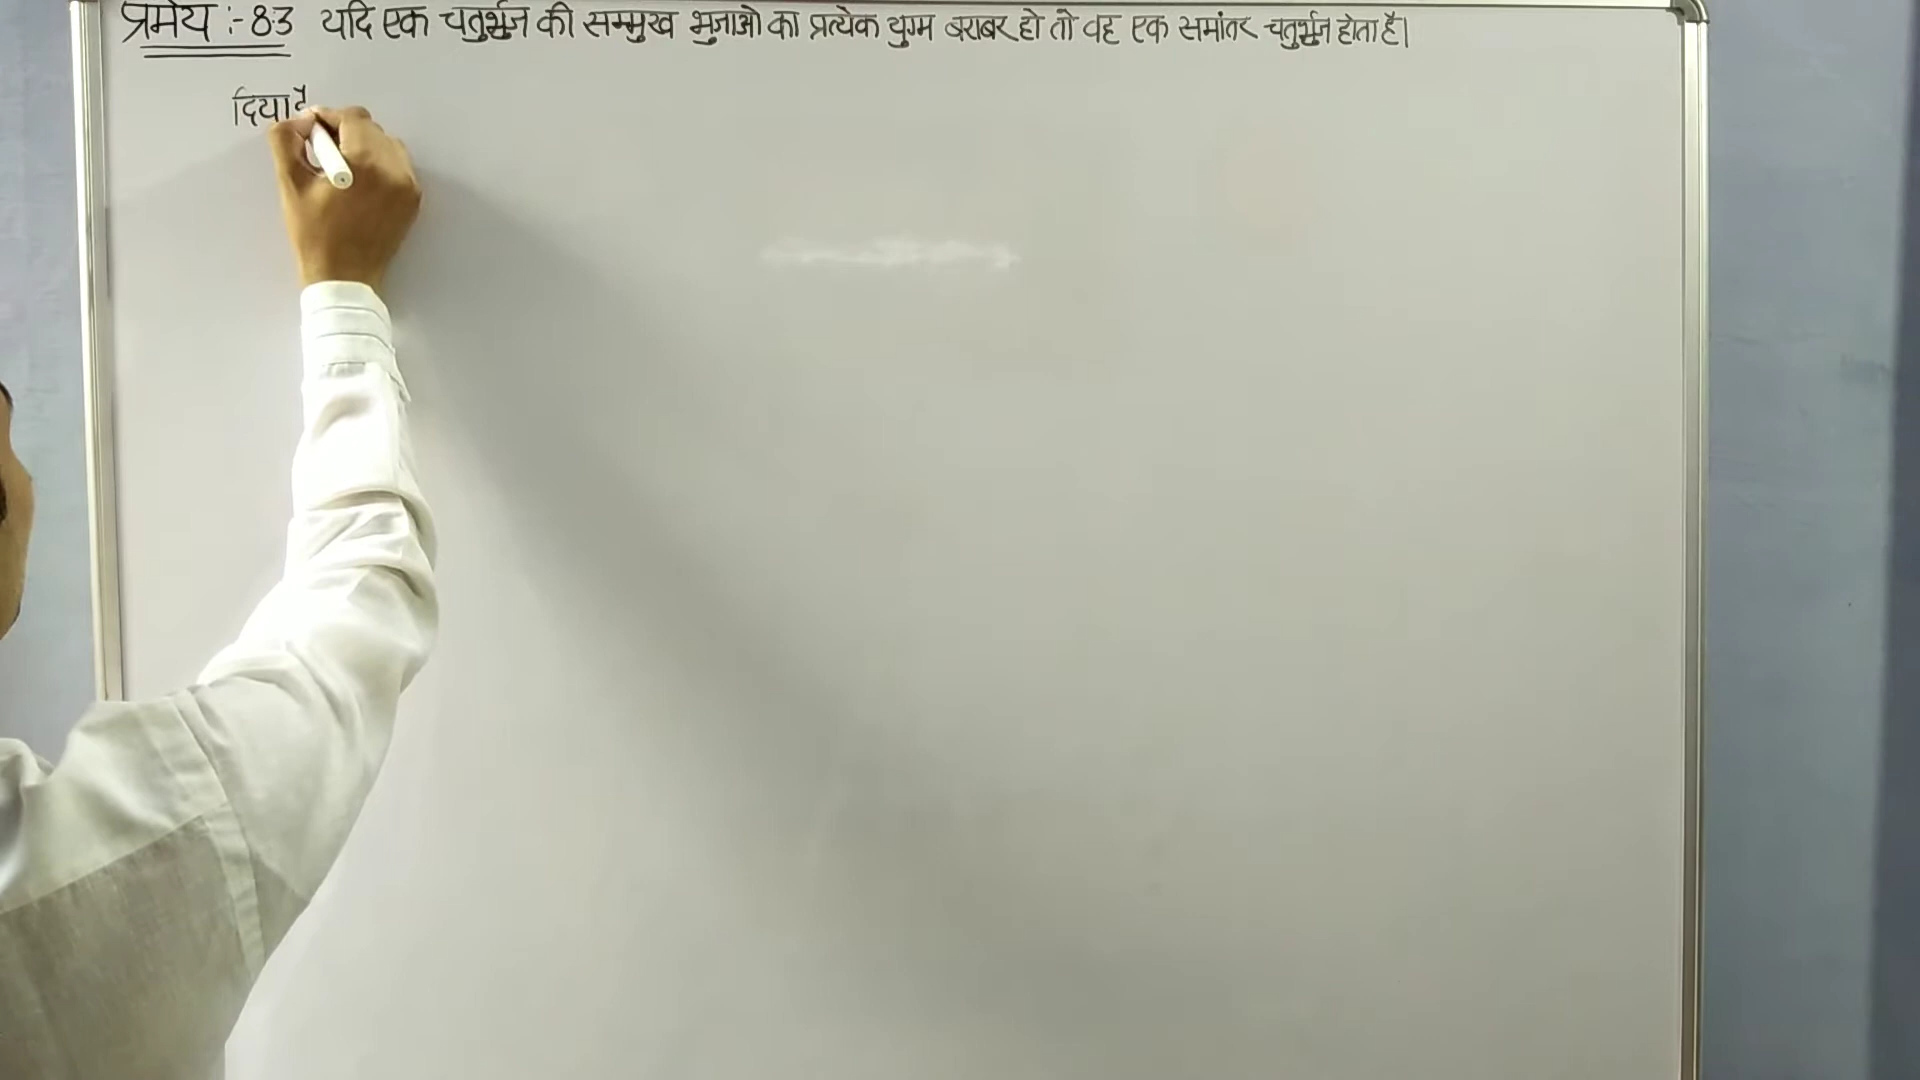 प्रमेय :- 8.3 यदि एक चतुर्भुज की सम्मुख भुजाओ का प्रत्येक युग्म बराबर हो तो वह एक समांतर चतुर्भुज होता है।
दिया है